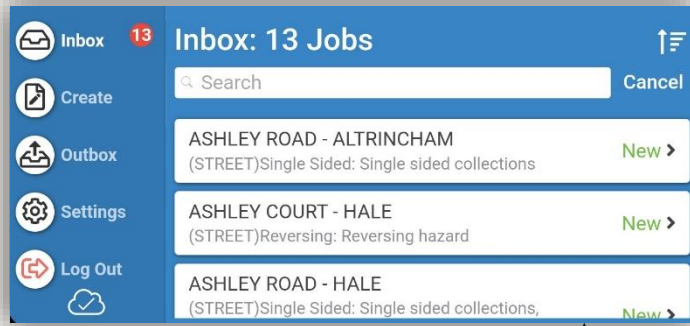 Inbox 13
Create
Outbox
Settings
Log Out
Inbox: 13 Jobs
Search
Cancel
ASHLEY ROAD - ALTRINCHAM
(STREET)Single Sided: Single sided collections
New
ASHLEY COURT - HALE
(STREET)Reversing: Reversing hazard
New
ASHLEY ROAD - HALE
(STREET)Single Sided: Single sided collections,
New